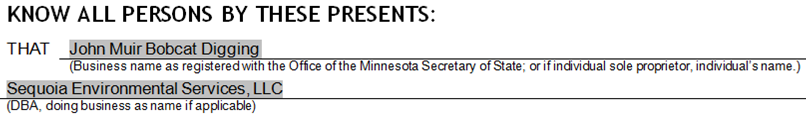 KNOW ALL PERSONS BY THESE PRESENTS:
THAT John Muir Bobcat Digging
(Business name as registered with the Office of the Minnesota Secretary of State; or if individual sole proprietor, individual's name.)
Sequoia Environmental Services, LLC
(DBA, doing business as name if applicable)